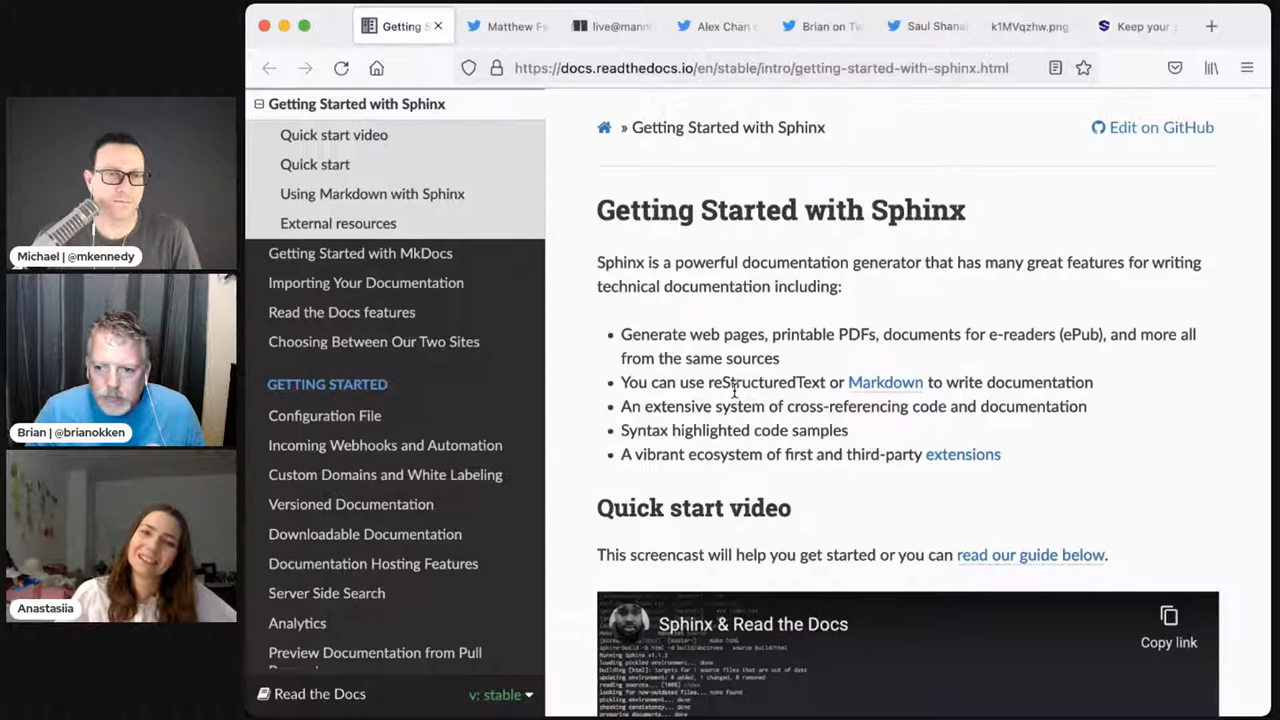 Getting S
Matthew Fe
live@mann
Alex Chan
Brian on Tw
Saul Shana
k1MVqzhw.png
Keep your
https://docs.readthedocs.io/en/stable/intro/getting-started-with-sphinx.html
Michael | @mkennedy
Brian | @brianokken
Anastasiia
Getting Started with Sphinx
Quick start video
Quick start
Using Markdown with Sphinx
External resources
Getting Started with MkDocs
Importing Your Documentation
Read the Docs features
Choosing Between Our Two Sites
GETTING STARTED
Configuration File
Incoming Webhooks and Automation
Custom Domains and White Labeling
Versioned Documentation
Downloadable Documentation
Documentation Hosting Features
Server Side Search
Analytics
Preview Documentation from Pull
Read the Docs v: stable
» Getting Started with Sphinx
Edit on GitHub
Getting Started with Sphinx
Sphinx is a powerful documentation generator that has many great features for writing
technical documentation including:
• Generate web pages, printable PDFs, documents for e-readers (ePub), and more all
from the same sources
• You can use reStructuredText or Markdown to write documentation
• An extensive system of cross-referencing code and documentation
• Syntax highlighted code samples
• A vibrant ecosystem of first and third-party extensions
Quick start video
This screencast will help you get started or you can read our guide below.
Sphinx & Read the Docs
Copy link